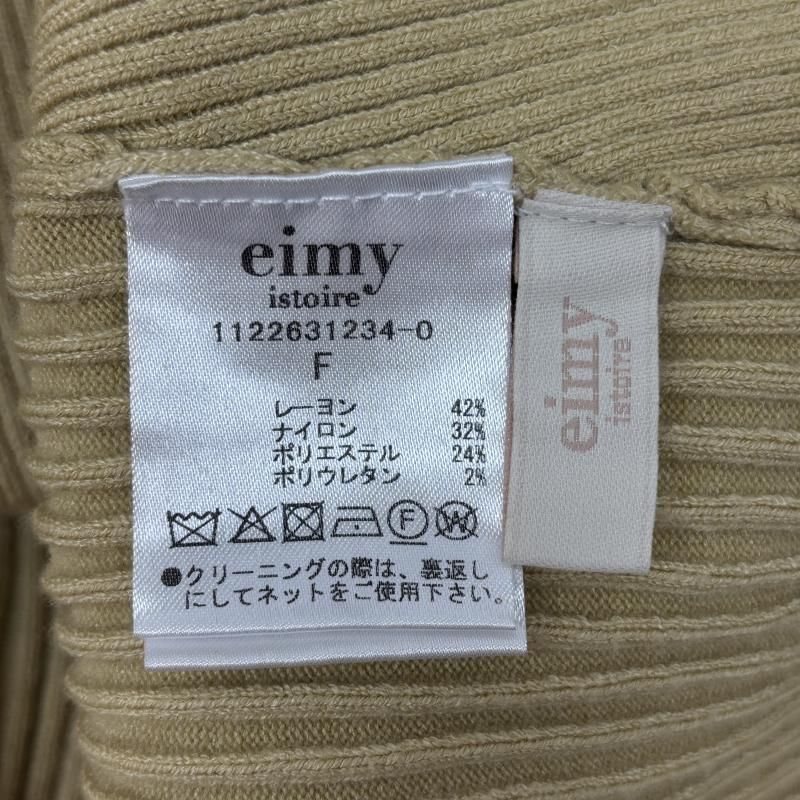 eimy
istoire
1122631234-0
F
レーヨン 42%
ナイロン 32%
ポリエステル 24%
ポリウレタン 2%
F
W
●クリーニングの際は、裏返し
にしてネットをご使用下さい。
eimy
istoire